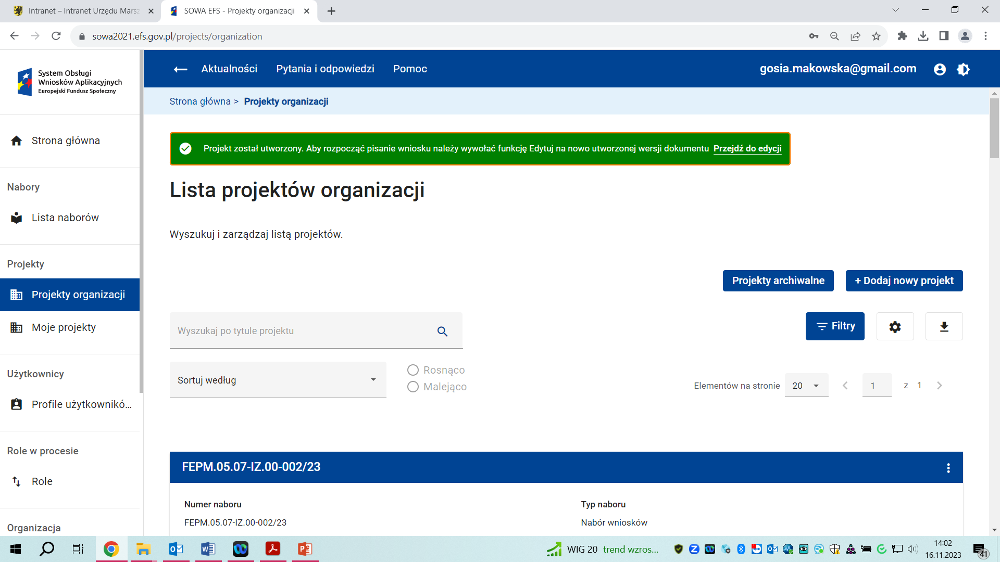 Intranet – Intranet Urzędu Marsz
SOWA EFS - Projekty organizacji
sowa2021.efs.gov.pl/projects/organization
System Obsługi
Wniosków Aplikacyjnych
Europejski Fundusz Społeczny
Aktualności
Pytania i odpowiedzi
Pomoc
gosia.makowska@gmail.com
Strona główna > Projekty organizacji
Strona główna
Nabory
Lista naborów
Projekty
Projekty organizacji
Moje projekty
Użytkownicy
Profile użytkownikó...
Role w procesie
Role
Organizacja
Projekt został utworzony. Aby rozpocząć pisanie wniosku należy wywołać funkcję Edytuj na nowo utworzonej wersji dokumentu Przejdź do edycji
Lista projektów organizacji
Wyszukuj i zarządzaj listą projektów.
Projekty archiwalne
+ Dodaj nowy projekt
Wyszukaj po tytule projektu
Filtry
Sortuj według
Rosnąco
Malejąco
Elementów na stronie 20
1 z 1
FEPM.05.07-IZ.00-002/23
Numer naboru
FEPM.05.07-IZ.00-002/23
Typ naboru
Nabór wniosków
WIG 20 trend wzros...
14:02
16.11.2023
41